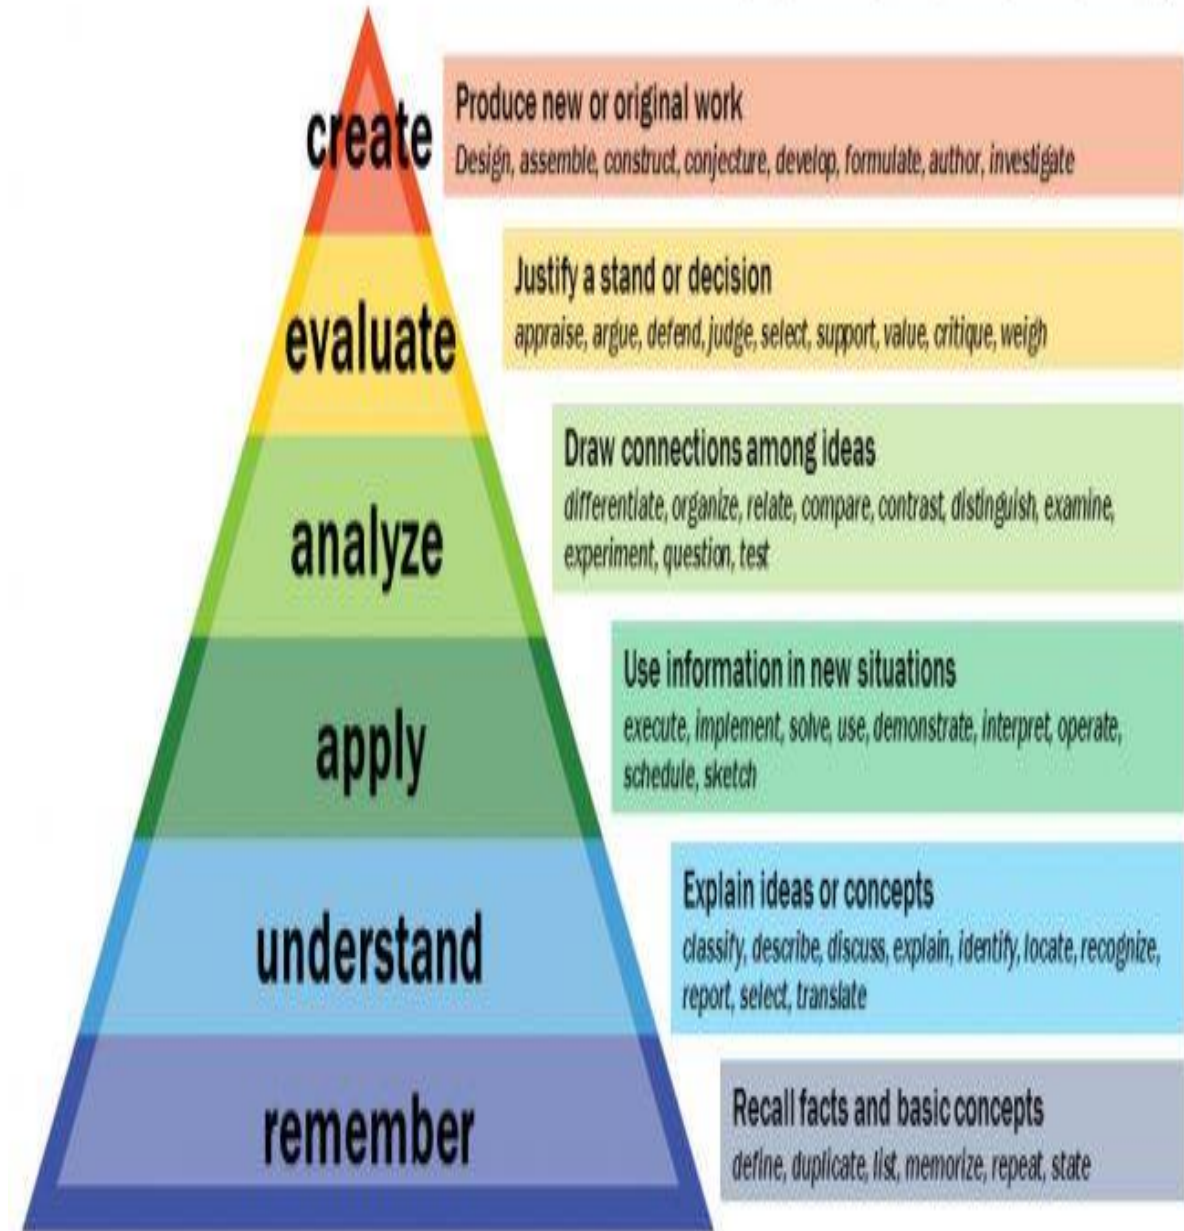 create
Produce new or original work
Design, assemble, construct, conjecture, develop, formulate, author, investigate
evaluate
Justify a stand or decision
appraise, argue, defend, judge, select, support, value, critique, weigh
analyze
Draw connections among ideas
differentiate, organize, relate, compare, contrast, distinguish, examine,
experiment, question, test
apply
Use information in new situations
execute, implement, solve, use, demonstrate, interpret, operate,
schedule, sketch
understand
Explain ideas or concepts
classify, describe, discuss, explain, identify, locate, recognize,
report, select, translate
remember
Recall facts and basic concepts
define, duplicate, list, memorize, repeat, state